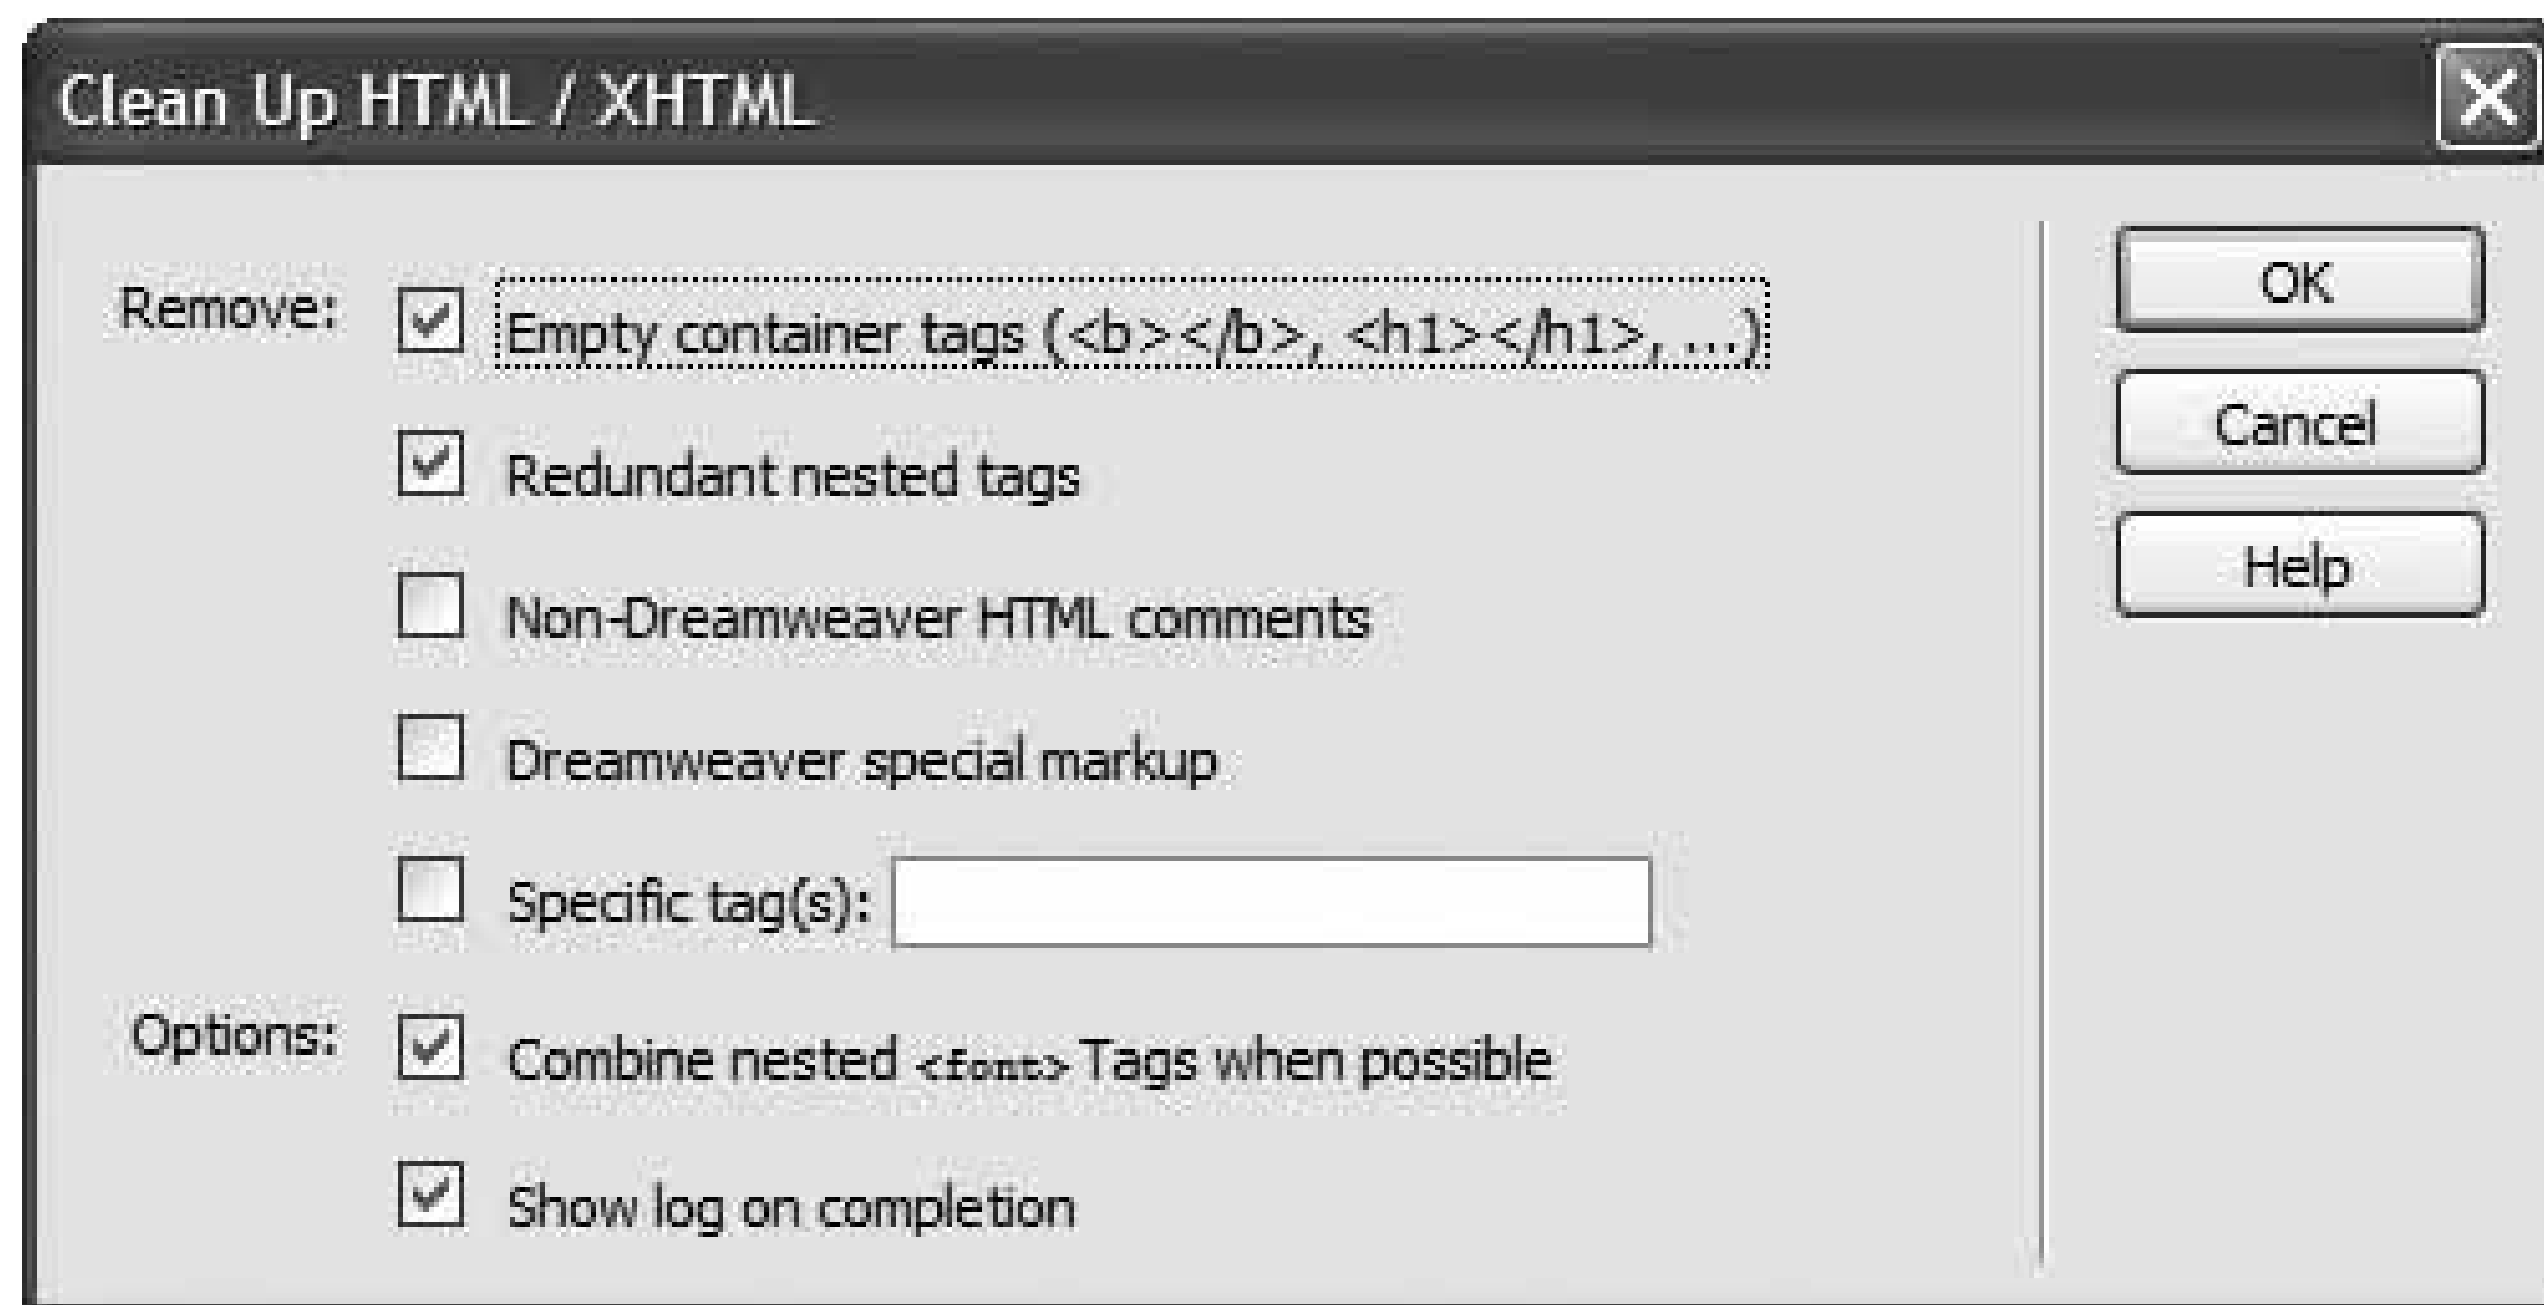 Clean Up HTML / XHTML
Remove:
Empty container tags (<b></b>, <h1></h1>, ...)
Redundant nested tags
Non-Dreamweaver HTML comments
Dreamweaver special markup
Specific tag(s):
Options:
Combine nested <font> Tags when possible
Show log on completion
OK
Cancel
Help